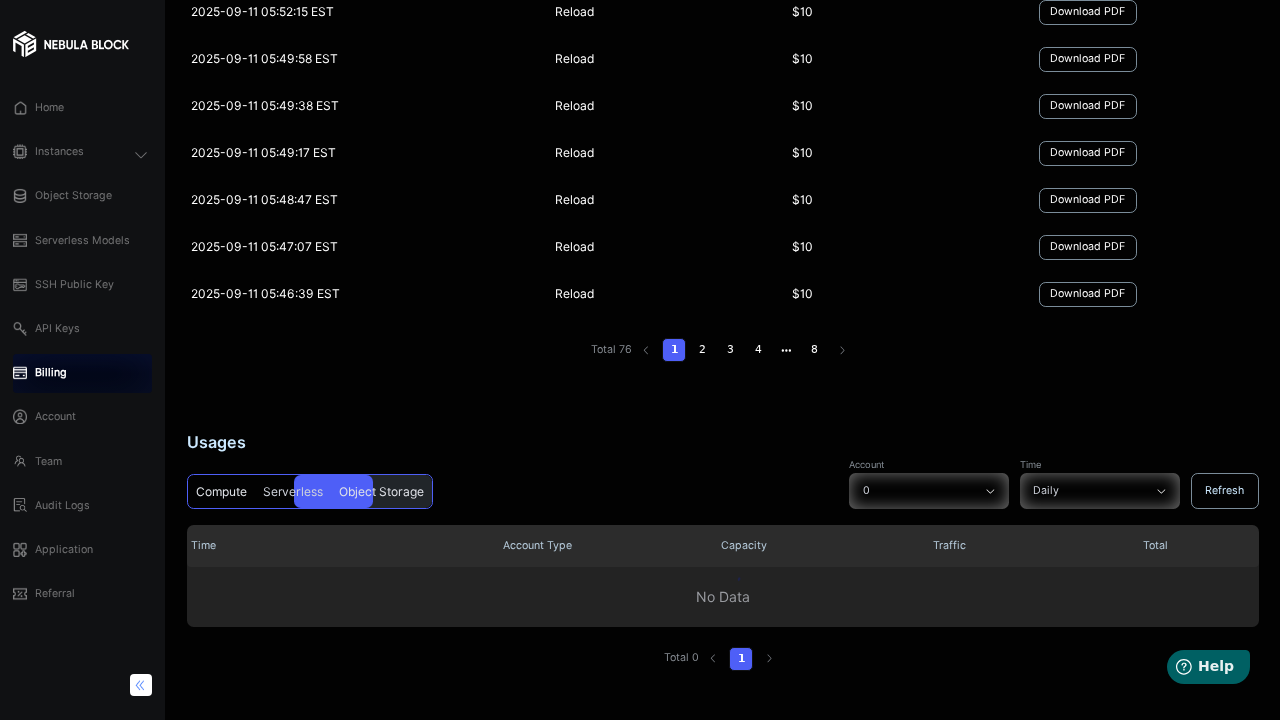 NEBULA BLOCK
Home
Instances
Object Storage
Serverless Models
SSH Public Key
API Keys
Billing
Account
Team
Audit Logs
Application
Referral
2025-09-11 05:52:15 EST Reload $10 Download PDF
2025-09-11 05:49:58 EST Reload $10 Download PDF
2025-09-11 05:49:38 EST Reload $10 Download PDF
2025-09-11 05:49:17 EST Reload $10 Download PDF
2025-09-11 05:48:47 EST Reload $10 Download PDF
2025-09-11 05:47:07 EST Reload $10 Download PDF
2025-09-11 05:46:39 EST Reload $10 Download PDF
Total 76 1 2 3 4 ••• 8
Usages
Account Time
Compute Serverless Object Storage 0 Daily Refresh
Time Account Type Capacity Traffic Total
No Data
Total 0 1
Help